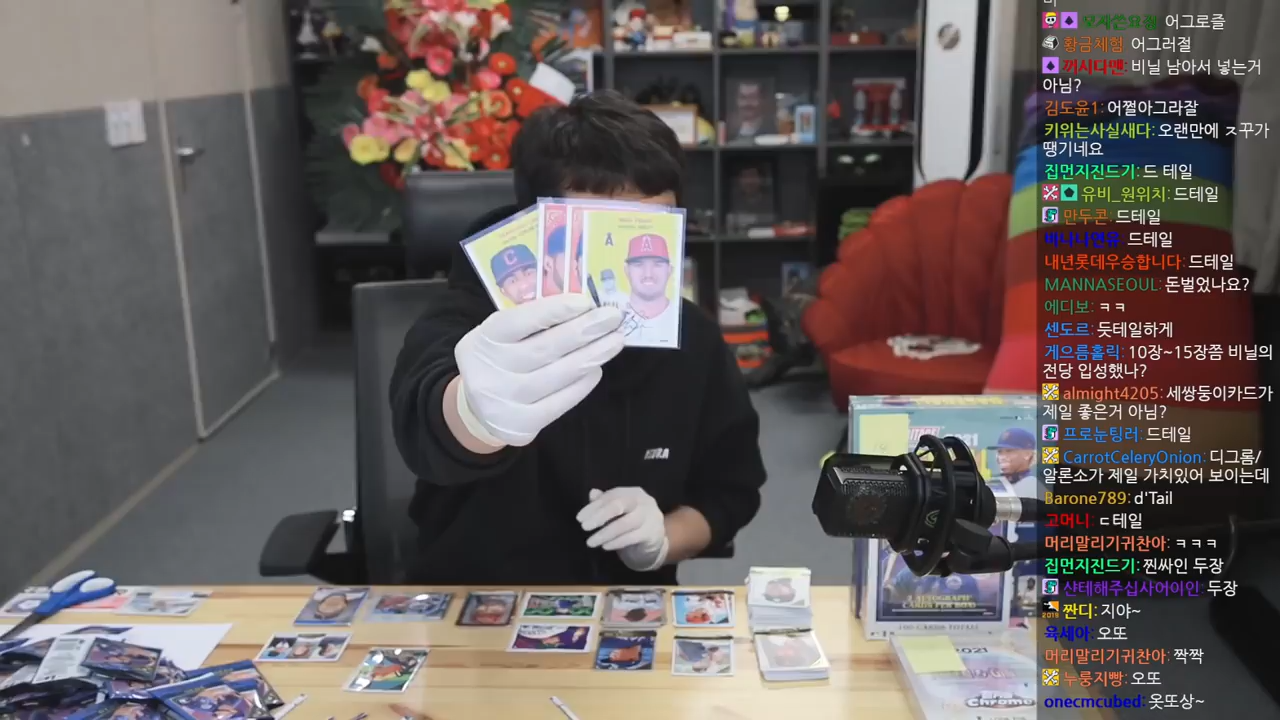 어그로즐
황금체험 어그러절
꺼시다맨: 비닐 남아서 넣는거
아님?
김도윤1: 어쩔아그라잘
키위는사실새다: 오랜만에 ㅈ꾸가
땡기네요
집먼지진드기: 드 테일
유비_원위치: 드테일
만두콘: 드테일
바나나연유: 드테일
내년롯데우승합니다: 드테일
MANNASEOUL: 돈벌었나요?
에디보: ㅋㅋ
센도르: 듓테일하게
게으름홀릭: 10장~15장쯤 비닐의
전당 입성했나?
almight4205: 세쌍둥이카드가
제일 좋은거 아님?
프로눈팅러: 드테일
CarrotCeleryOnion: 디그롬/
알론소가 제일 가치있어 보이는데
Barone789: d'Tail
고머니: ㄷ테일
머리말리기귀찬아: ㅋㅋㅋ
집먼지진드기: 찐싸인 두장
샨테해주십사어이인: 두장
짠디: 지야~
육세아: 오또
머리말리기귀찬아: 짝짝
누룽지빵: 오또
onecmcubed: 옷또상~
A
C
2021
Chrome